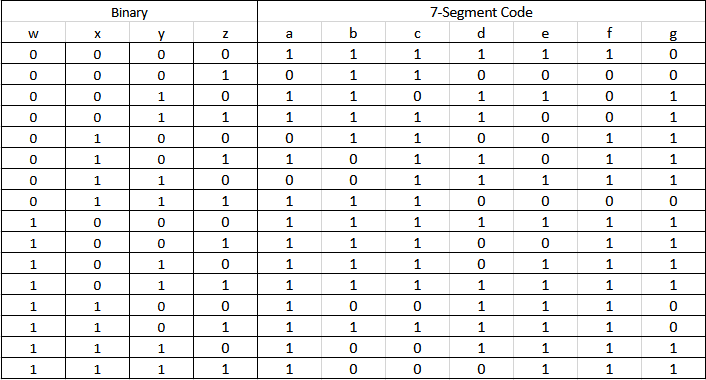 Binary 7-Segment Code
w x y z a b c d e f g
0 0 0 0 1 1 1 1 1 1 0
0 0 0 1 0 1 1 0 0 0 0
0 0 1 0 1 1 0 1 1 0 1
0 0 1 1 1 1 1 1 0 0 1
0 1 0 0 0 1 1 0 0 1 1
0 1 0 1 1 0 1 1 0 1 1
0 1 1 0 0 0 1 1 1 1 1
0 1 1 1 1 1 1 0 0 0 0
1 0 0 0 1 1 1 1 1 1 1
1 0 0 1 1 1 1 0 0 1 1
1 0 1 0 1 1 1 0 1 1 1
1 0 1 1 1 1 1 1 1 1 1
1 1 0 0 1 0 0 1 1 1 0
1 1 0 1 1 1 1 1 1 1 0
1 1 1 0 1 0 0 1 1 1 1
1 1 1 1 1 0 0 0 1 1 1